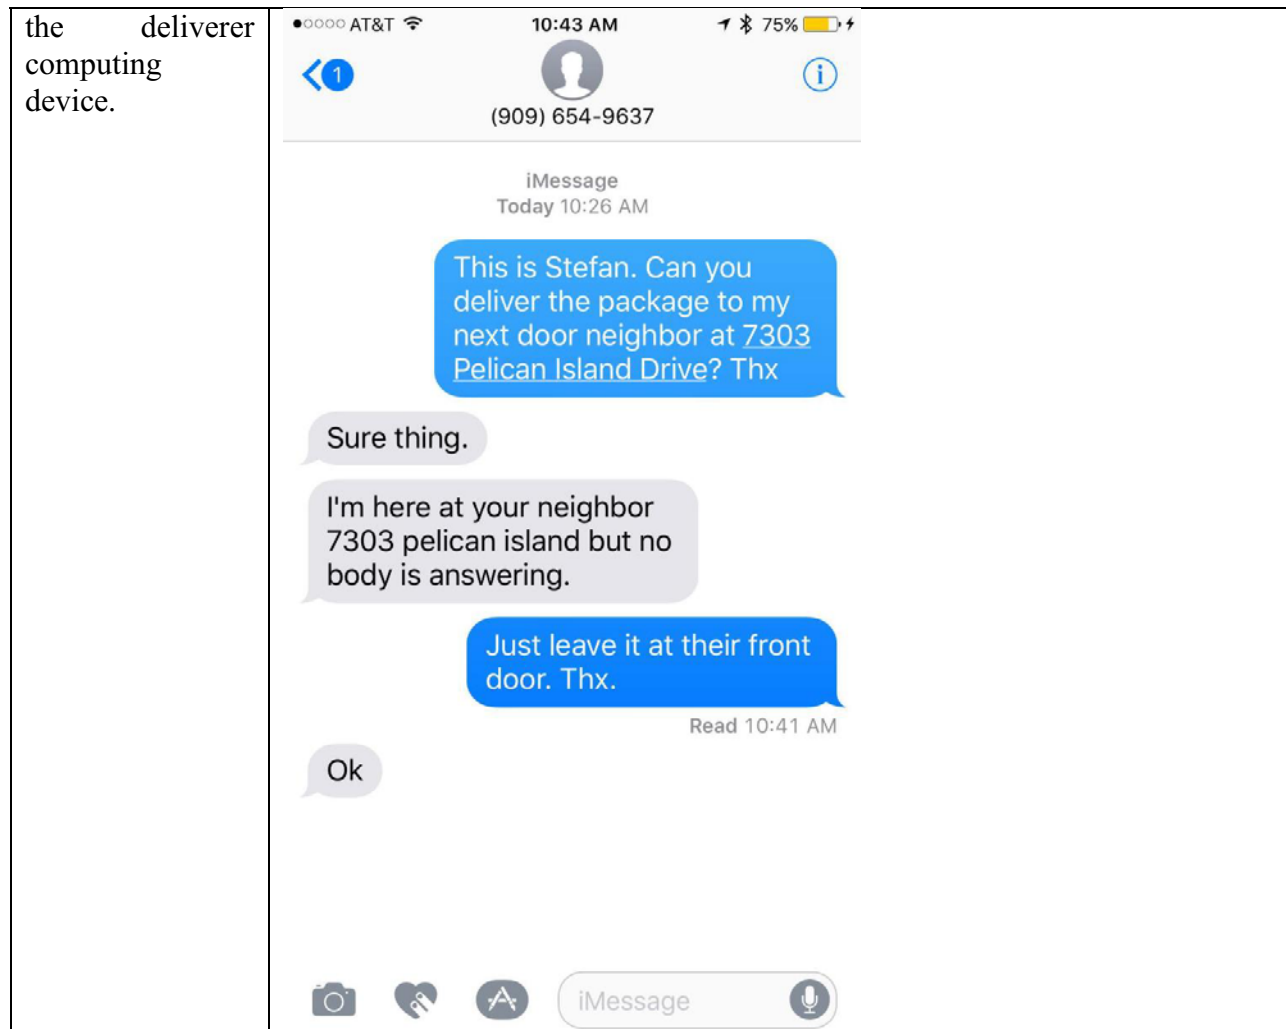 the deliverer
computing
device.
AT&T 10:43 AM 75%
1
(909) 654-9637
iMessage
Today 10:26 AM
This is Stefan. Can you
deliver the package to my
next door neighbor at 7303
Pelican Island Drive? Thx
Sure thing.
I'm here at your neighbor
7303 pelican island but no
body is answering.
Just leave it at their front
door. Thx.
Read 10:41 AM
Ok
iMessage